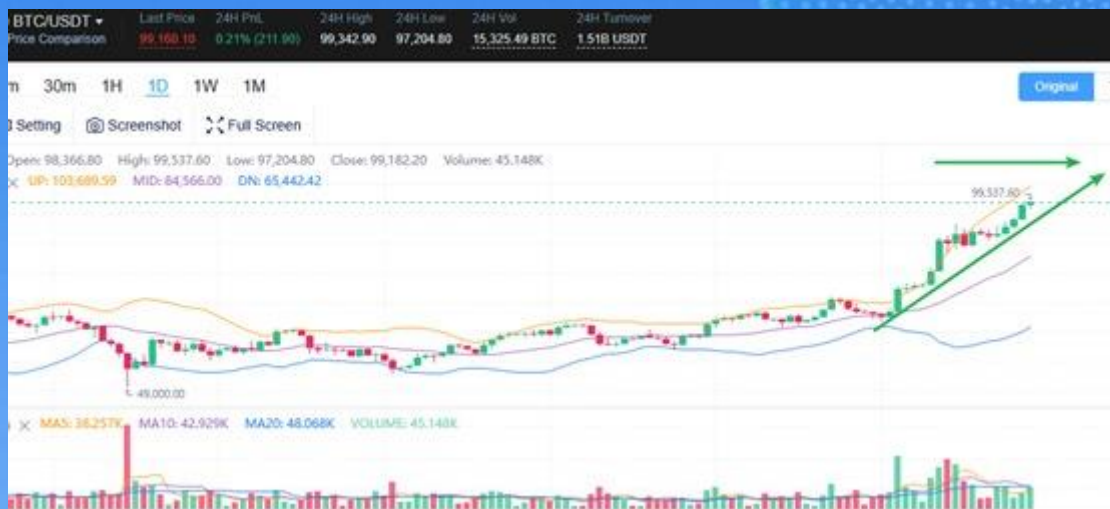 BTC/USDT Last Price 24H PnL 24H High 24H Low 24H Vol 24H Turnover
Price Comparison 99,160.10 0.21% (211.90) 99,342.90 97,204.80 15,325.49 BTC 1.51B USDT
m 30m 1H 1D 1W 1M Original
Setting Screenshot Full Screen
Open: 98,366.80 High: 99,537.60 Low: 97,204.80 Close: 99,182.20 Volume: 45.148K
UP: 103,689.59 MID: 84,566.00 DN: 65,442.42
99,537.60
49,000.00
MA5: 38.257K MA10: 42.929K MA20: 48.068K VOLUME: 45.148K